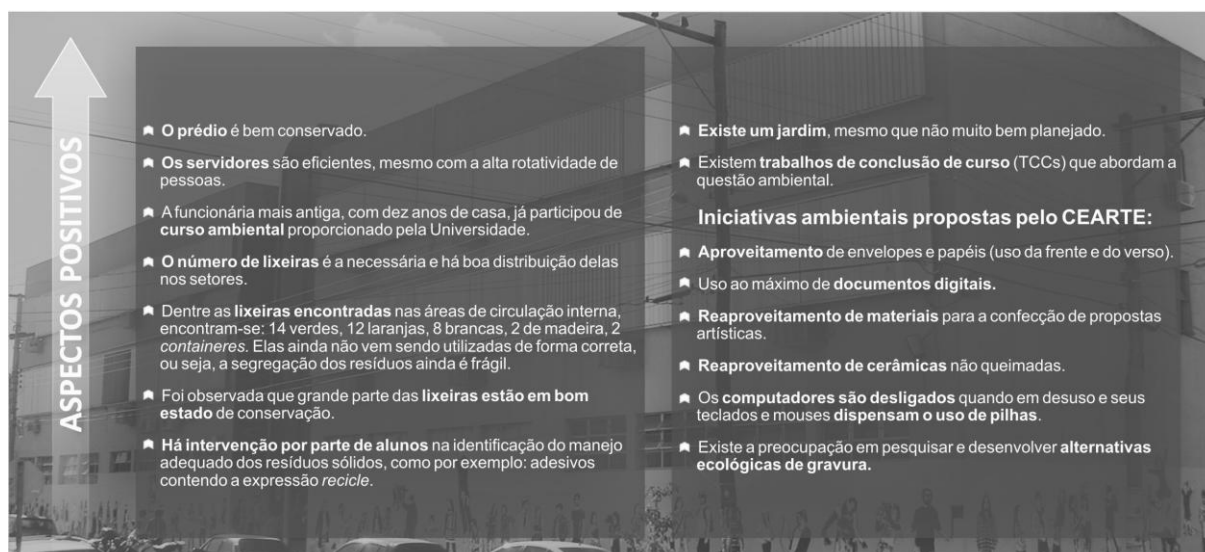 ASPECTOS POSITIVOS
O prédio é bem conservado.
Os servidores são eficientes, mesmo com a alta rotatividade de
pessoas.
A funcionária mais antiga, com dez anos de casa, já participou de
curso ambiental proporcionado pela Universidade.
O número de lixeiras é a necessária e há boa distribuição delas
nos setores.
Dentre as lixeiras encontradas nas áreas de circulação interna,
encontram-se: 14 verdes, 12 laranjas, 8 brancas, 2 de madeira, 2
containeres. Elas ainda não vem sendo utilizadas de forma correta,
ou seja, a segregação dos resíduos ainda é frágil.
Foi observada que grande parte das lixeiras estão em bom
estado de conservação.
Há intervenção por parte de alunos na identificação do manejo
adequado dos resíduos sólidos, como por exemplo: adesivos
contendo a expressão recicle.
Existe um jardim, mesmo que não muito bem planejado.
Existem trabalhos de conclusão de curso (TCCs) que abordam a
questão ambiental.
Iniciativas ambientais propostas pelo CEARTE:
Aproveitamento de envelopes e papéis (uso da frente e do verso).
Uso ao máximo de documentos digitais.
Reaproveitamento de materiais para a confecção de propostas
artísticas.
Reaproveitamento de cerâmicas não queimadas.
Os computadores são desligados quando em desuso e seus
teclados e mouses dispensam o uso de pilhas.
Existe a preocupação em pesquisar e desenvolver alternativas
ecológicas de gravura.